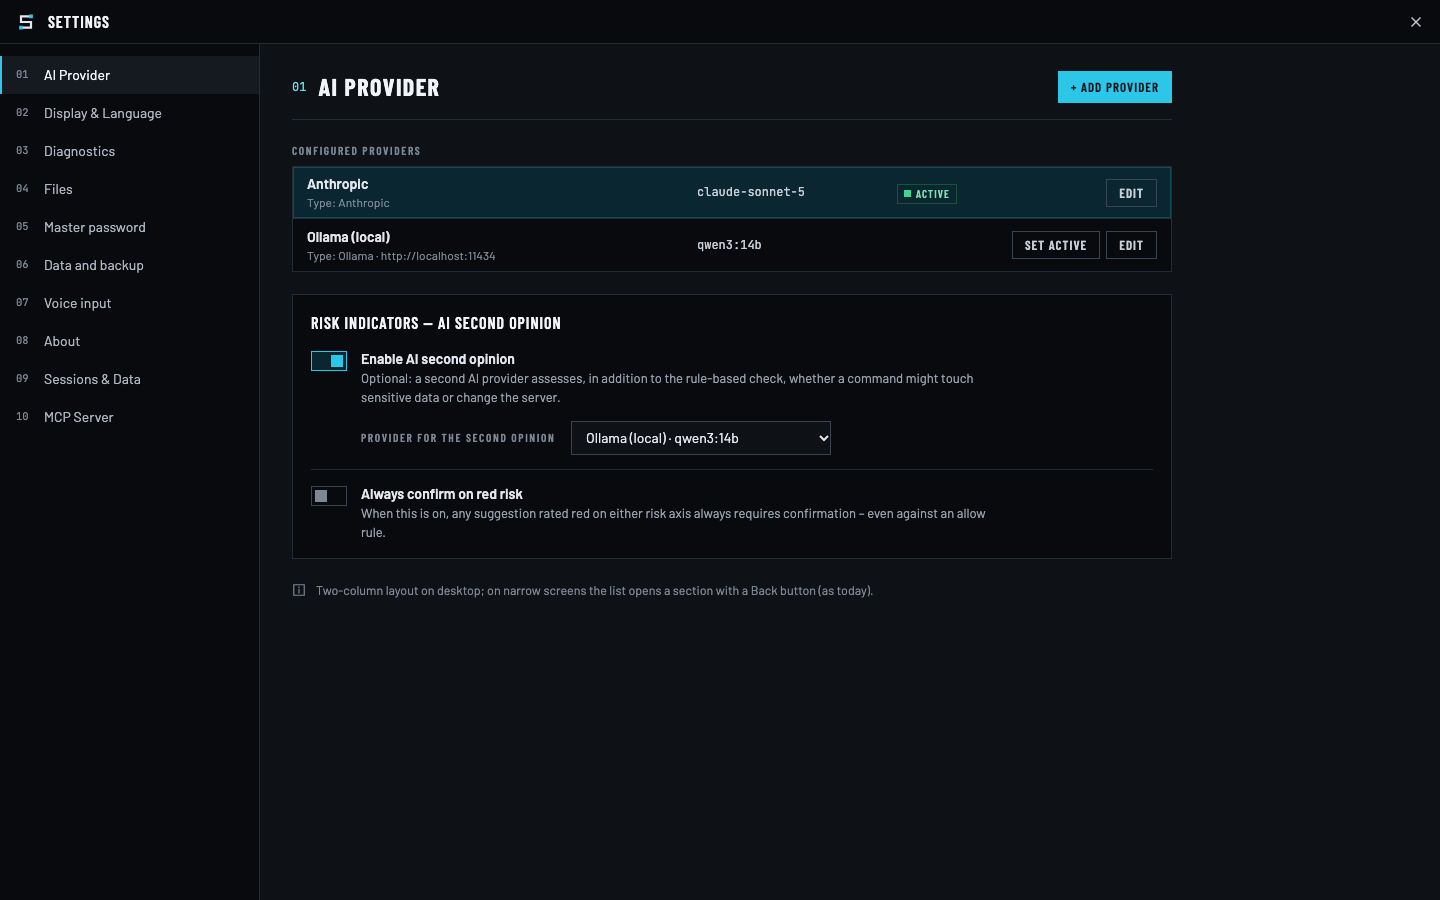 SETTINGS
01 AI Provider
02 Display & Language
03 Diagnostics
04 Files
05 Master password
06 Data and backup
07 Voice input
08 About
09 Sessions & Data
10 MCP Server
01 AI PROVIDER
+ ADD PROVIDER
CONFIGURED PROVIDERS
Anthropic
Type: Anthropic
claude-sonnet-5
ACTIVE
EDIT
Ollama (local)
Type: Ollama · http://localhost:11434
qwen3:14b
SET ACTIVE
EDIT
RISK INDICATORS — AI SECOND OPINION
Enable AI second opinion
Optional: a second AI provider assesses, in addition to the rule-based check, whether a command might touch
sensitive data or change the server.
PROVIDER FOR THE SECOND OPINION
Ollama (local) · qwen3:14b
Always confirm on red risk
When this is on, any suggestion rated red on either risk axis always requires confirmation – even against an allow
rule.
Two-column layout on desktop; on narrow screens the list opens a section with a Back button (as today).